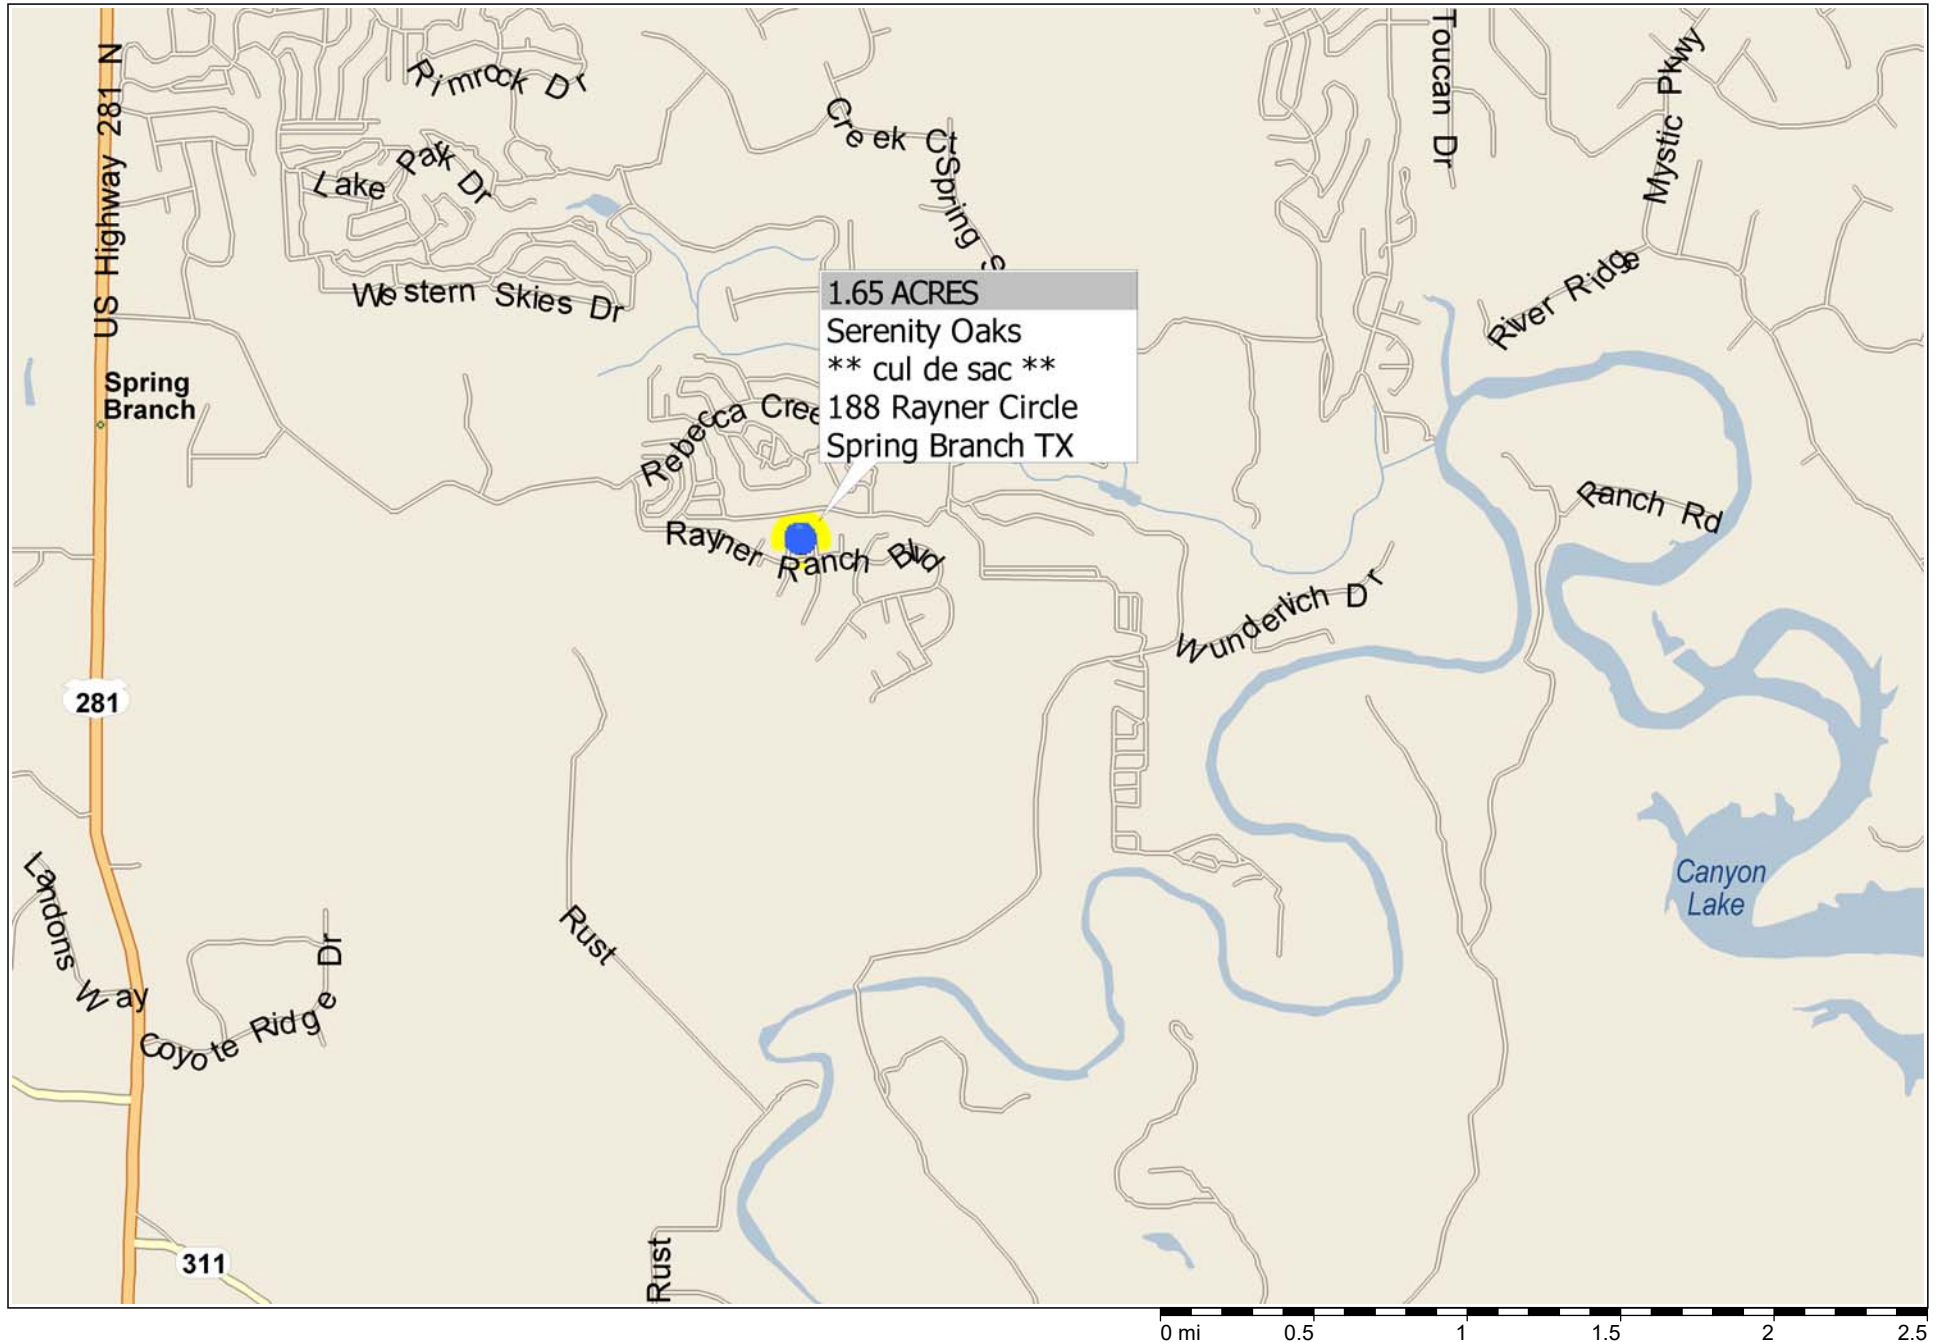 US Highway 281 N
Rimrock Dr
Lake Park Dr
Western Skies Dr
Creek Ct
Spring S
Toucan Dr
Mystic Pkwy
River Ridge
1.65 ACRES
Serenity Oaks
** cul de sac **
188 Rayner Circle
Spring Branch TX
Spring
Branch
Rebecca Cree
Rayner Ranch Blvd
Ranch Rd
Wunderlich Dr
281
Canyon
Lake
Landons Way
Coyote Ridge Dr
Rust
Rust
311
0 mi 0.5 1 1.5 2 2.5